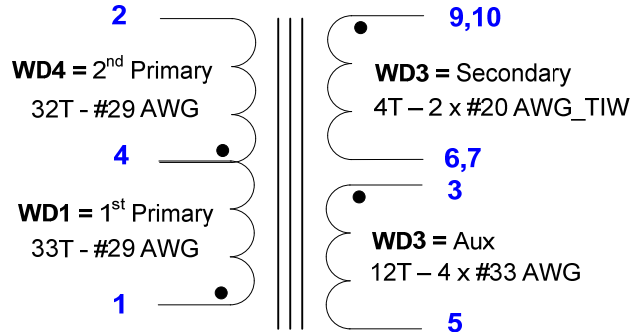 2
WD4 = 2nd Primary
32T - #29 AWG
4
WD1 = 1st Primary
33T - #29 AWG
1
9,10
WD3 = Secondary
4T – 2 x #20 AWG_TIW
6,7
3
WD3 = Aux
12T – 4 x #33 AWG
5